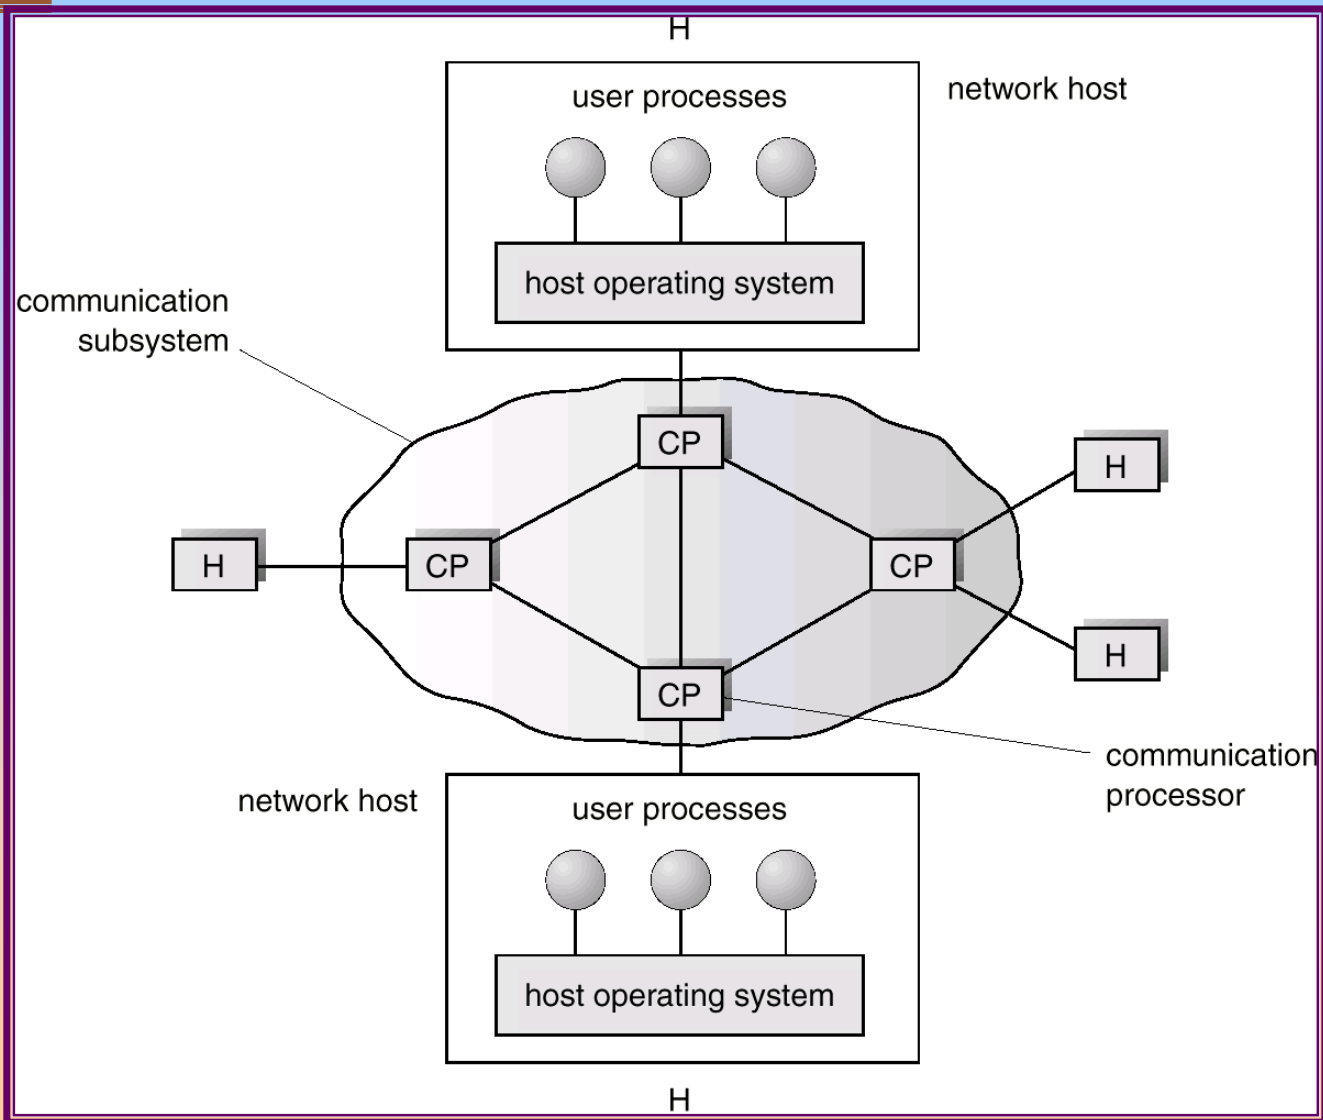 H
user processes
network host
host operating system
communication
subsystem
CP
H
H
CP
CP
H
CP
communication
processor
network host
user processes
host operating system
H